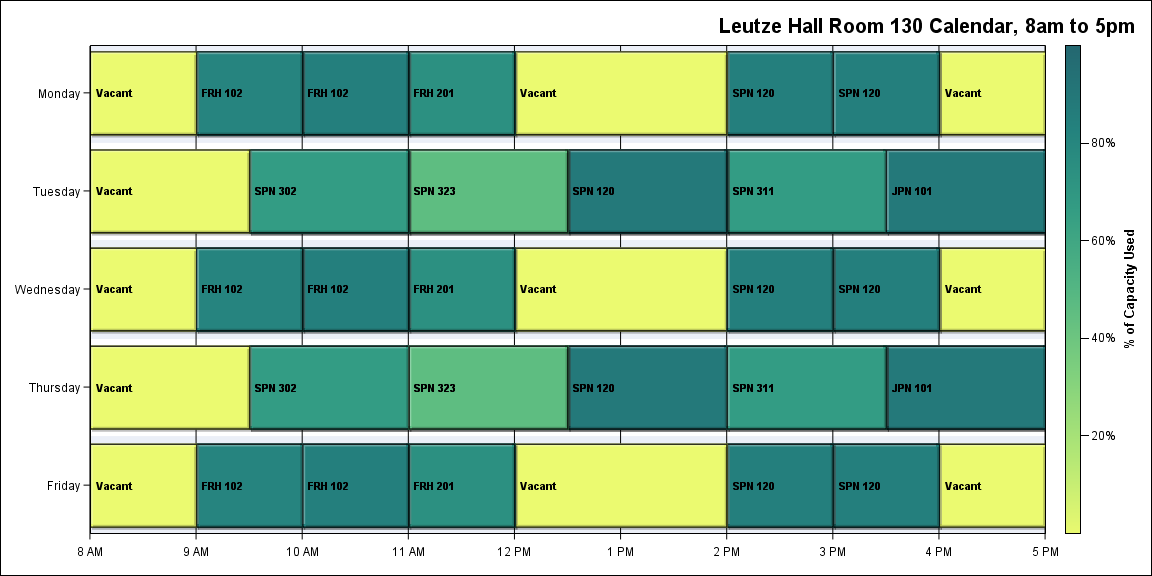 Leutze Hall Room 130 Calendar, 8am to 5pm
Monday
Vacant
FRH 102
FRH 102
FRH 201
Vacant
SPN 120
SPN 120
Vacant
Tuesday
Vacant
SPN 302
SPN 323
SPN 120
SPN 311
JPN 101
Wednesday
Vacant
FRH 102
FRH 102
FRH 201
Vacant
SPN 120
SPN 120
Vacant
Thursday
Vacant
SPN 302
SPN 323
SPN 120
SPN 311
JPN 101
Friday
Vacant
FRH 102
FRH 102
FRH 201
Vacant
SPN 120
SPN 120
Vacant
8 AM
9 AM
10 AM
11 AM
12 PM
1 PM
2 PM
3 PM
4 PM
5 PM
80%
60%
40%
20%
% of Capacity Used